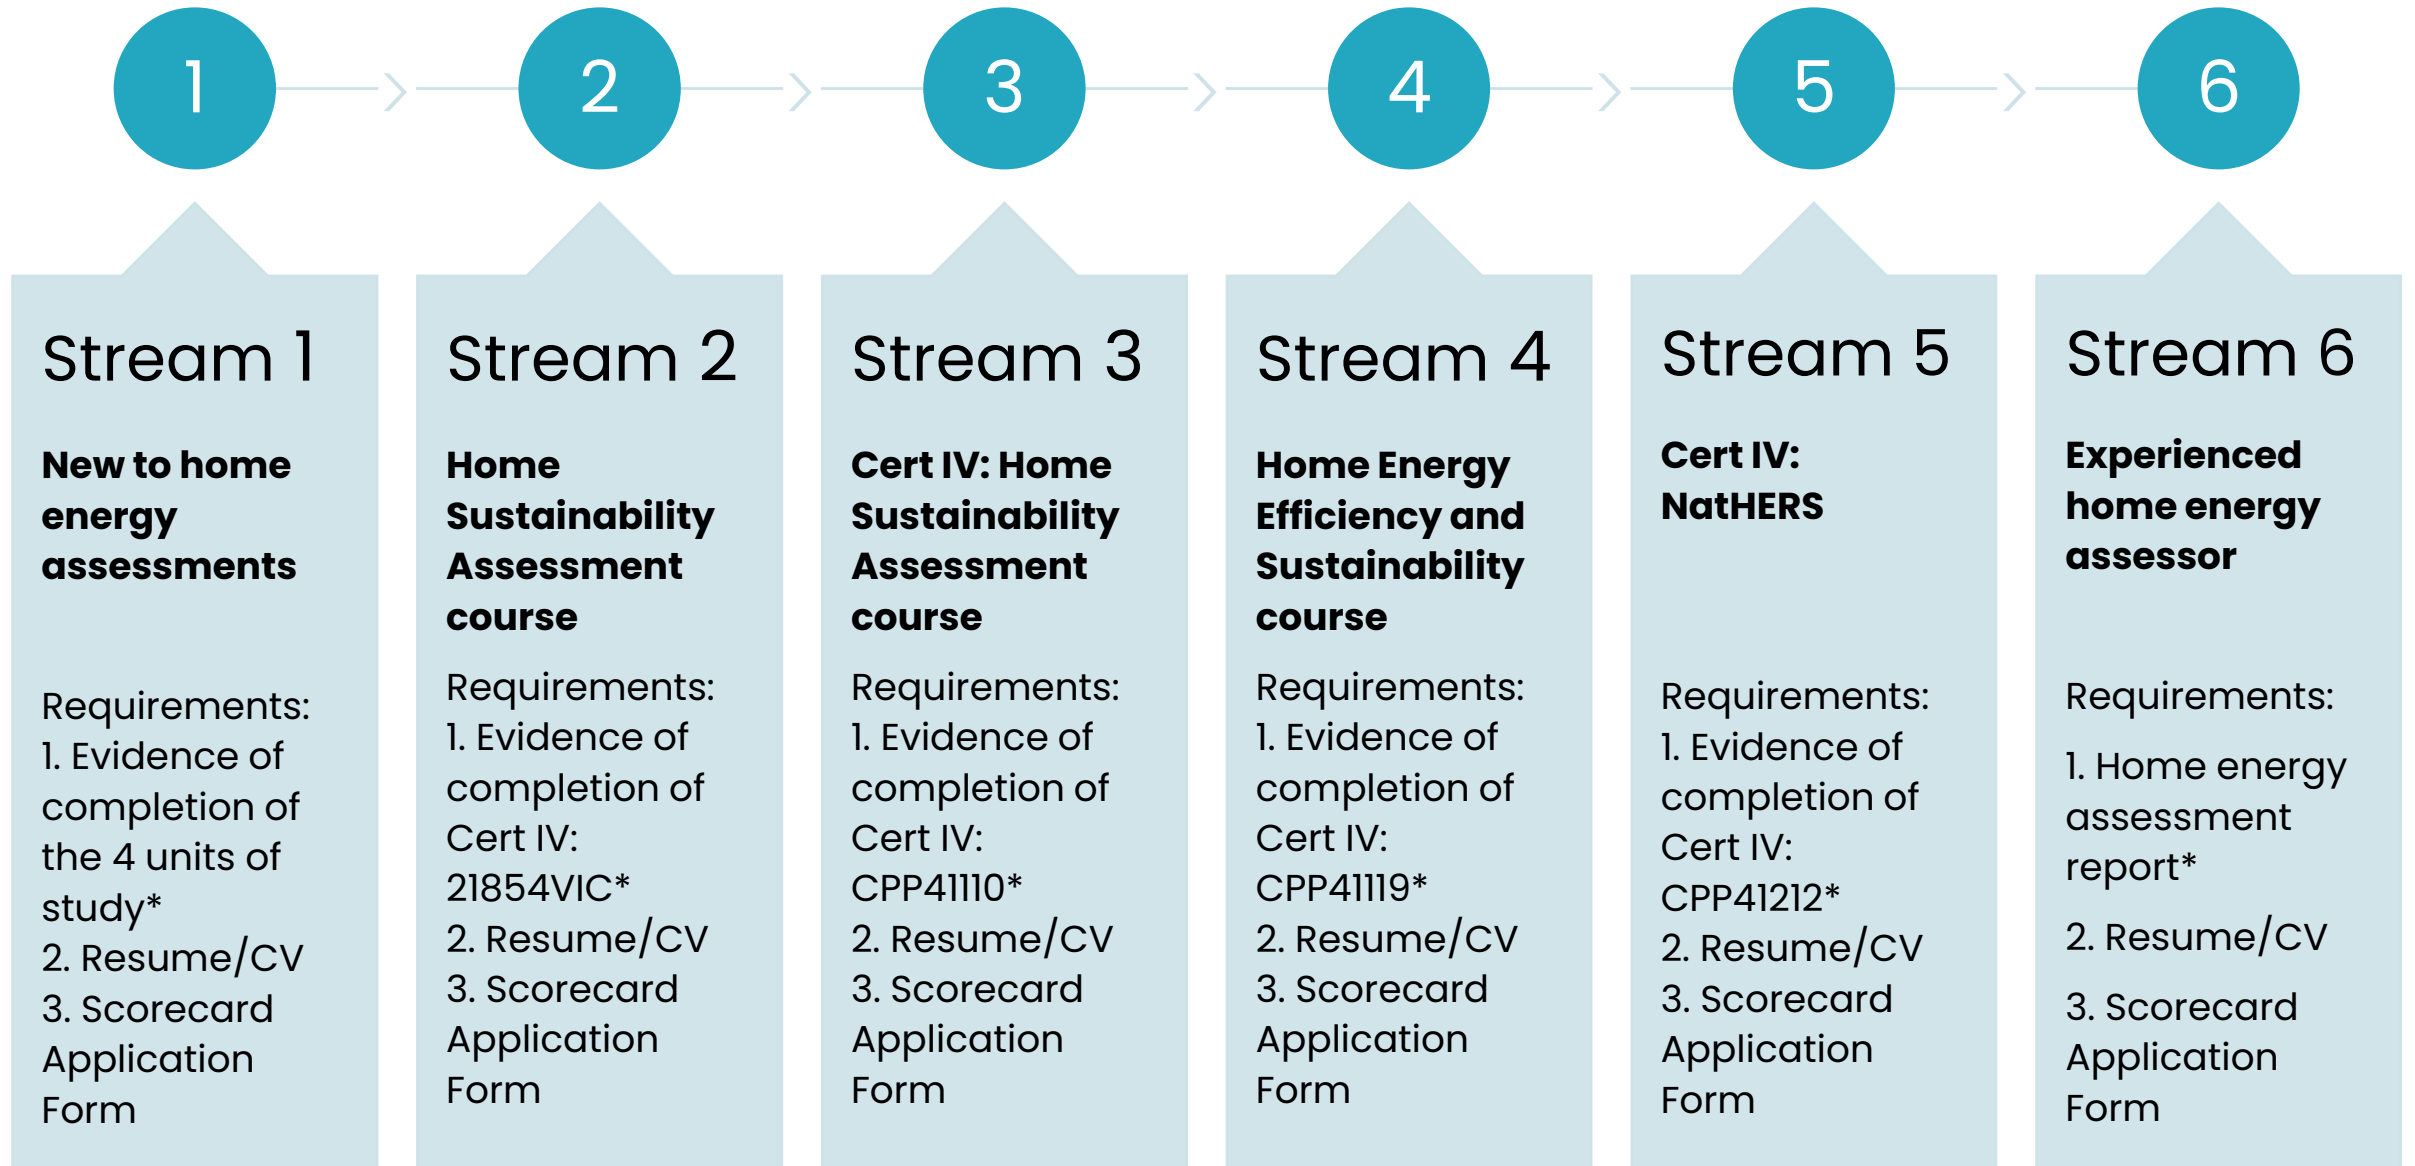 1
2
3
4
5
6
Stream 1
New to home
energy
assessments
Requirements:
1. Evidence of
completion of
the 4 units of
study*
2. Resume/CV
3. Scorecard
Application
Form
Stream 2
Home
Sustainability
Assessment
course
Requirements:
1. Evidence of
completion of
Cert IV:
21854VIC*
2. Resume/CV
3. Scorecard
Application
Form
Stream 3
Cert IV: Home
Sustainability
Assessment
course
Requirements:
1. Evidence of
completion of
Cert IV:
CPP41110*
2. Resume/CV
3. Scorecard
Application
Form
Stream 4
Home Energy
Efficiency and
Sustainability
course
Requirements:
1. Evidence of
completion of
Cert IV:
CPP41119*
2. Resume/CV
3. Scorecard
Application
Form
Stream 5
Cert IV:
NatHERS
Requirements:
1. Evidence of
completion of
Cert IV:
CPP41212*
2. Resume/CV
3. Scorecard
Application
Form
Stream 6
Experienced
home energy
assessor
Requirements:
1. Home energy
assessment
report*
2. Resume/CV
3. Scorecard
Application
Form